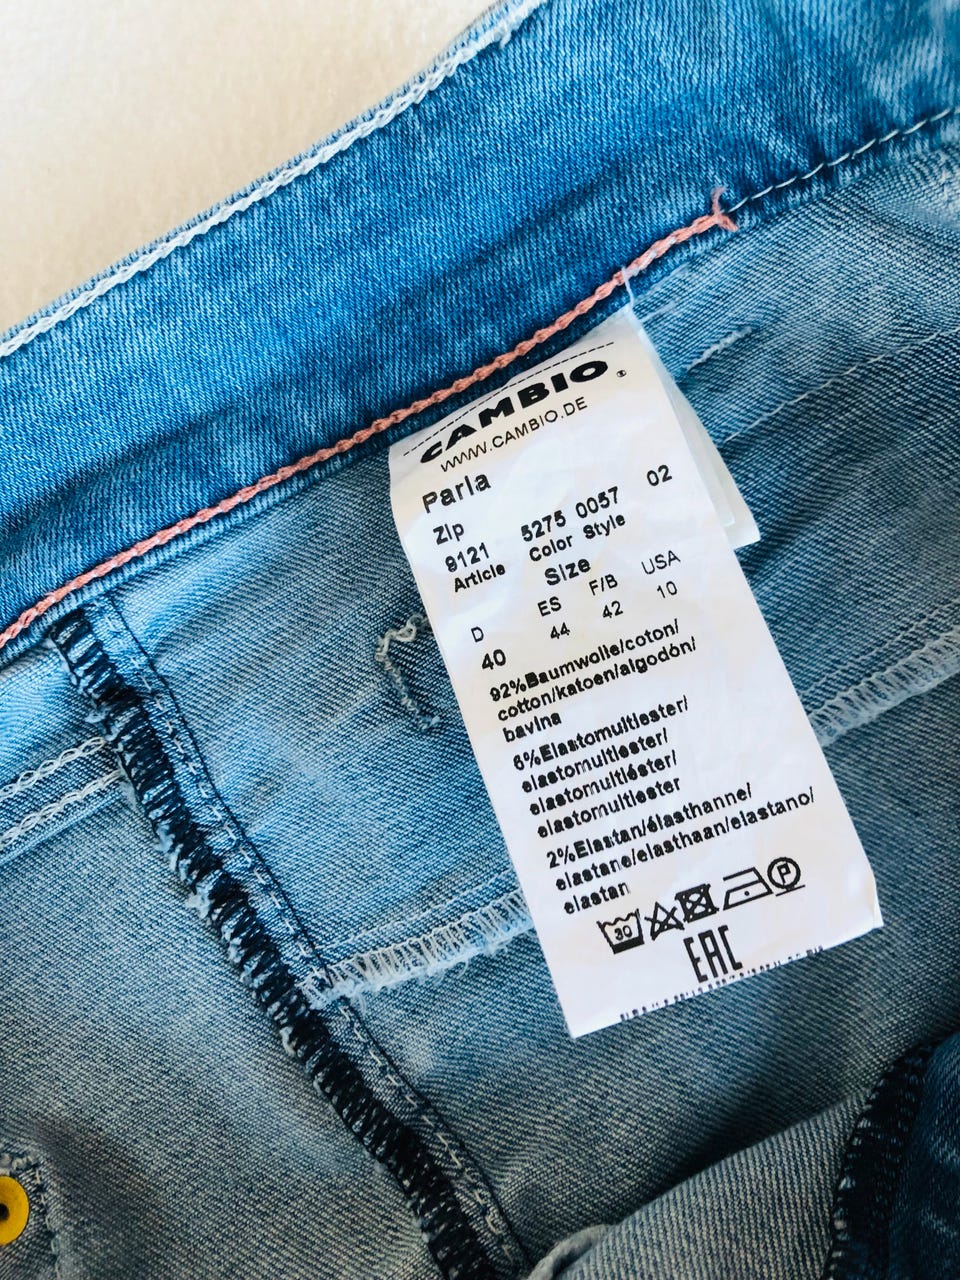 CAMBIO
WWW.CAMBIO.DE
Parla
Zip
9121 5275 0057 02
Article Color Style
Size
D ES F/B USA
40 44 42 10
92%Baumwolle/coton/
cotton/katoen/algodón/
bavlna
6%Elastomultiester/
elastomultiester/
elastomultiéster/
elastomultiester
2%Elastan/élasthanne/
elastane/elasthaan/elastano/
elastan
30 P
EAC